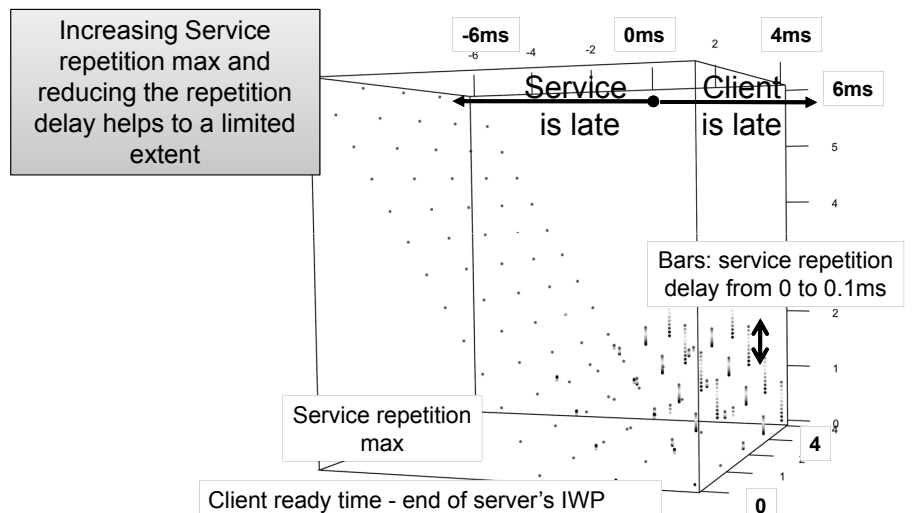 Increasing Service
repetition max and
reducing the repetition
delay helps to a limited
extent
-6ms
0ms
4ms
-6
-4
-2
2
6ms
Service
is late
Client
is late
5
4
Bars: service repetition
delay from 0 to 0.1ms
2
1
0
4
4
1
Service repetition
max
Client ready time - end of server's IWP
0